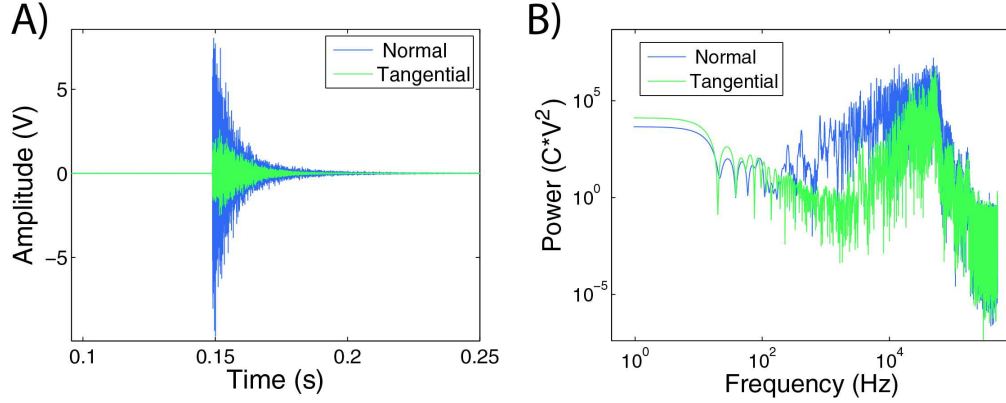 A)
Normal
Tangential
5
0
−5
Amplitude (V)
0.1
0.15
0.2
0.25
Time (s)
B)
Normal
Tangential
10^5
10^0
10^−5
Power (C*V^2)
10^0
10^2
10^4
Frequency (Hz)